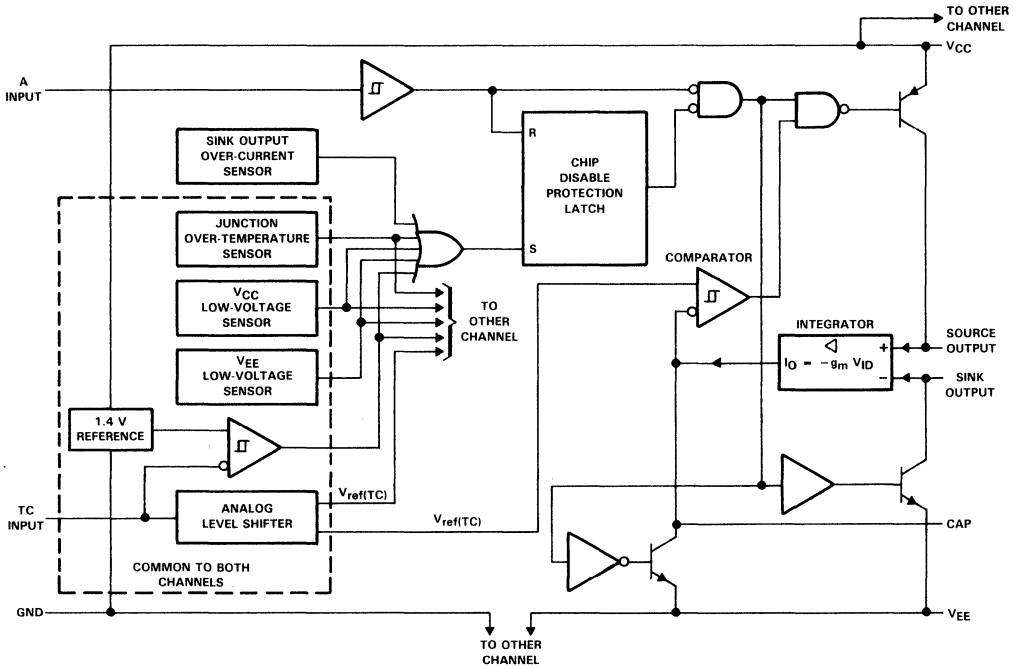 TO OTHER
CHANNEL
VCC
A
INPUT
SINK OUTPUT
OVER-CURRENT
SENSOR
R
CHIP
DISABLE
PROTECTION
LATCH
S
JUNCTION
OVER-TEMPERATURE
SENSOR
COMPARATOR
VCC
LOW-VOLTAGE
SENSOR
TO
OTHER
CHANNEL
INTEGRATOR
IO = -gm VID
+
-
SOURCE
OUTPUT
SINK
OUTPUT
VEE
LOW-VOLTAGE
SENSOR
1.4 V
REFERENCE
Vref(TC)
TC
INPUT
ANALOG
LEVEL SHIFTER
Vref(TC)
CAP
COMMON TO BOTH
CHANNELS
GND
VEE
TO OTHER
CHANNEL